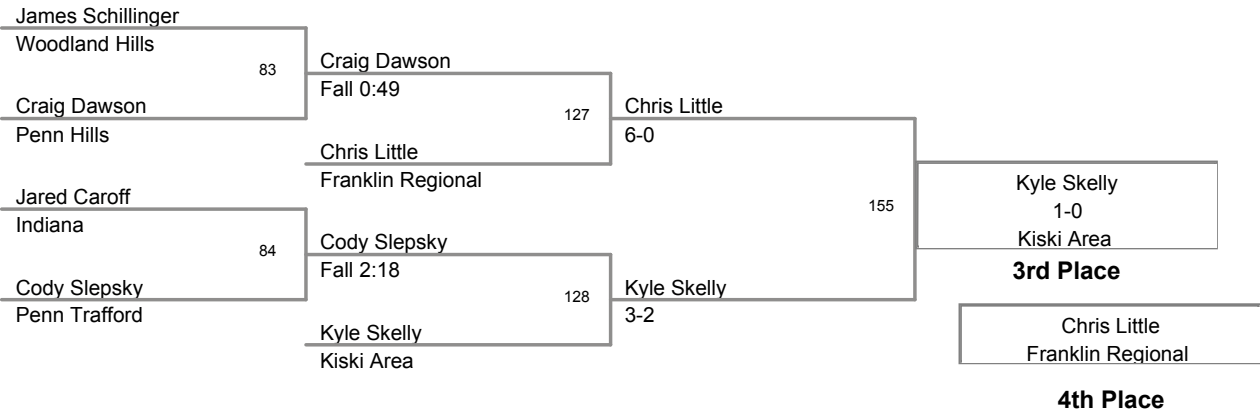 James Schillinger
Woodland Hills
83
Craig Dawson
Fall 0:49
Craig Dawson
Penn Hills
127
Chris Little
6-0
Chris Little
Franklin Regional
Jared Caroff
Indiana
84
Cody Slepsky
Fall 2:18
Cody Slepsky
Penn Trafford
128
Kyle Skelly
3-2
Kyle Skelly
Kiski Area
155
Kyle Skelly
1-0
Kiski Area
3rd Place
Chris Little
Franklin Regional
4th Place